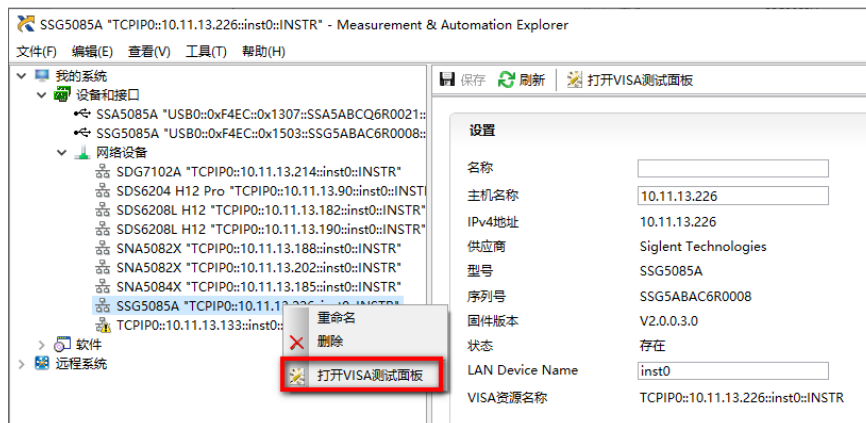 SSG5085A "TCPIP0::10.11.13.226::inst0::INSTR" - Measurement & Automation Explorer
文件(F) 编辑(E) 查看(V) 工具(T) 帮助(H)
我的系统
设备和接口
SSA5085A "USB0::0xF4EC::0x1307::SSA5ABCQ6R0021::
SSG5085A "USB0::0xF4EC::0x1503::SSG5ABAC6R0008::
网络设备
SDG7102A "TCPIP0::10.11.13.214::inst0::INSTR"
SDS6204 H12 Pro "TCPIP0::10.11.13.90::inst0::INSTI
SDS6208L H12 "TCPIP0::10.11.13.182::inst0::INSTR"
SDS6208L H12 "TCPIP0::10.11.13.190::inst0::INSTR"
SNA5082X "TCPIP0::10.11.13.188::inst0::INSTR"
SNA5082X "TCPIP0::10.11.13.202::inst0::INSTR"
SNA5084X "TCPIP0::10.11.13.185::inst0::INSTR"
SSG5085A "TCPIP0::10.11.13.226::inst0::INSTR"
TCPIP0::10.11.13.133::inst0::
软件
远程系统
重命名
删除
打开VISA测试面板
保存 刷新 打开VISA测试面板
设置
名称
主机名称 10.11.13.226
IPv4地址 10.11.13.226
供应商 Siglent Technologies
型号 SSG5085A
序列号 SSG5ABAC6R0008
固件版本 V2.0.0.3.0
状态 存在
LAN Device Name inst0
VISA资源名称 TCPIP0::10.11.13.226::inst0::INSTR